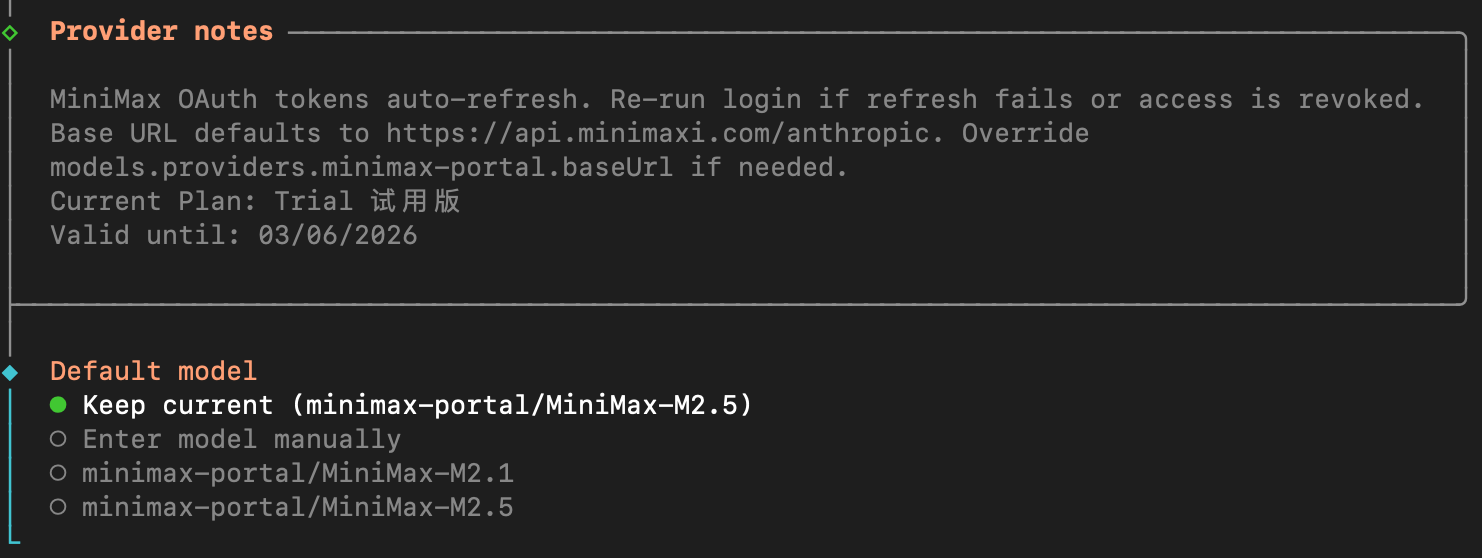 Provider notes
MiniMax OAuth tokens auto-refresh. Re-run login if refresh fails or access is revoked.
Base URL defaults to https://api.minimaxi.com/anthropic. Override
models.providers.minimax-portal.baseUrl if needed.
Current Plan: Trial 试用版
Valid until: 03/06/2026
Default model
Keep current (minimax-portal/MiniMax-M2.5)
Enter model manually
minimax-portal/MiniMax-M2.1
minimax-portal/MiniMax-M2.5